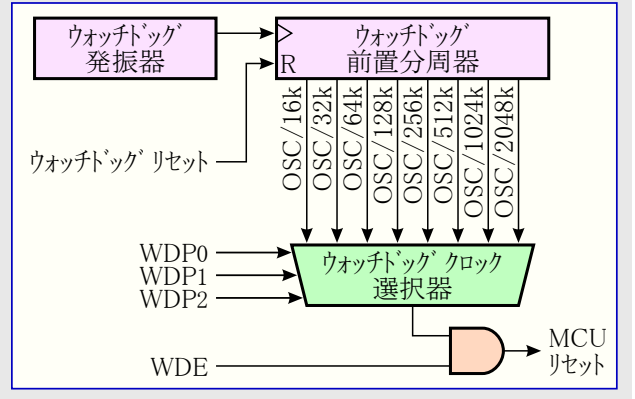 ウォッチドッグ
発振器
ウォッチドッグ
前置分周器
R
OSC/16k
OSC/32k
OSC/64k
OSC/128k
OSC/256k
OSC/512k
OSC/1024k
OSC/2048k
ウォッチドッグ リセット
WDP0
WDP1
WDP2
ウォッチドッグ クロック
選択器
WDE
MCU
リセット